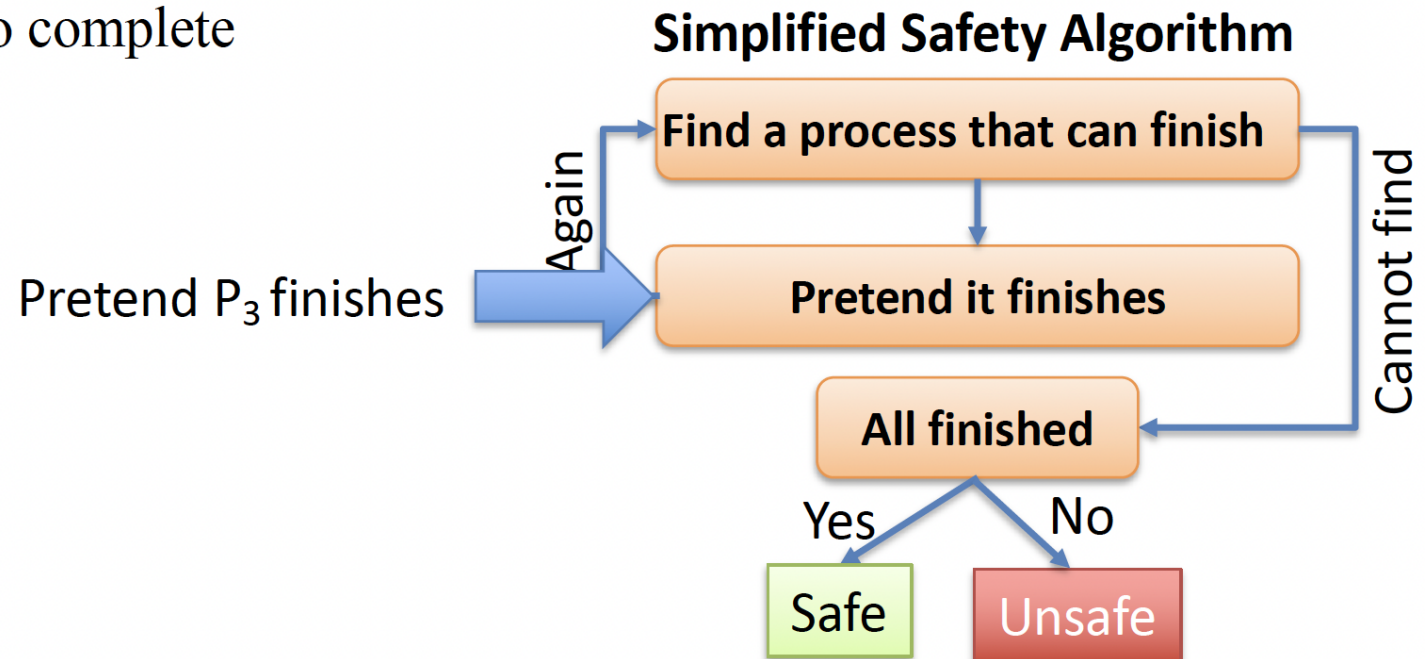 o complete
Simplified Safety Algorithm
Find a process that can finish
Again
Cannot find
Pretend P₃ finishes
Pretend it finishes
All finished
Yes
No
Safe
Unsafe